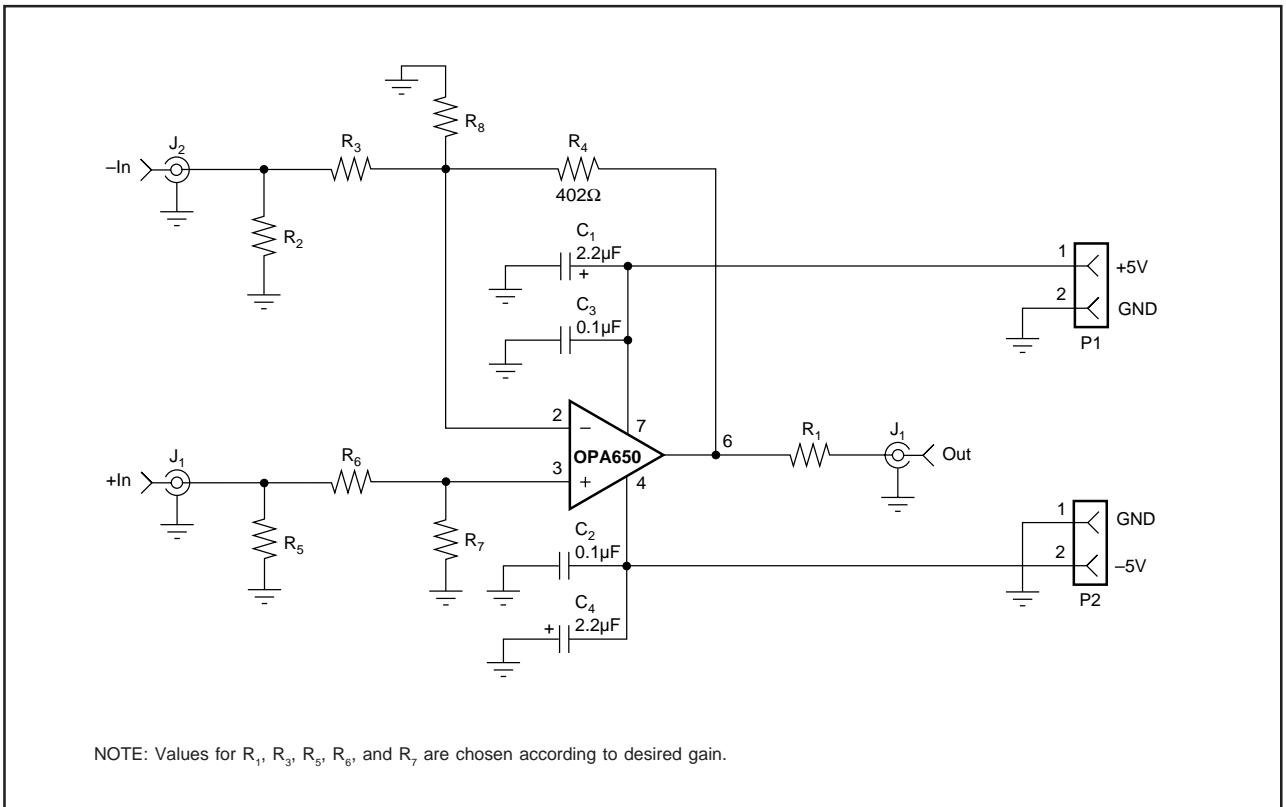 R8
J2
R3
R4
–In
402Ω
R2
C1
2.2µF
+
1
+5V
C3
0.1µF
2
GND
P1
2
–
7
R1
J1
6
OPA650
Out
J1
R6
3
+
4
+In
R5
R7
C2
0.1µF
1
GND
2
–5V
P2
C4
+
2.2µF
NOTE: Values for R1, R3, R5, R6, and R7 are chosen according to desired gain.